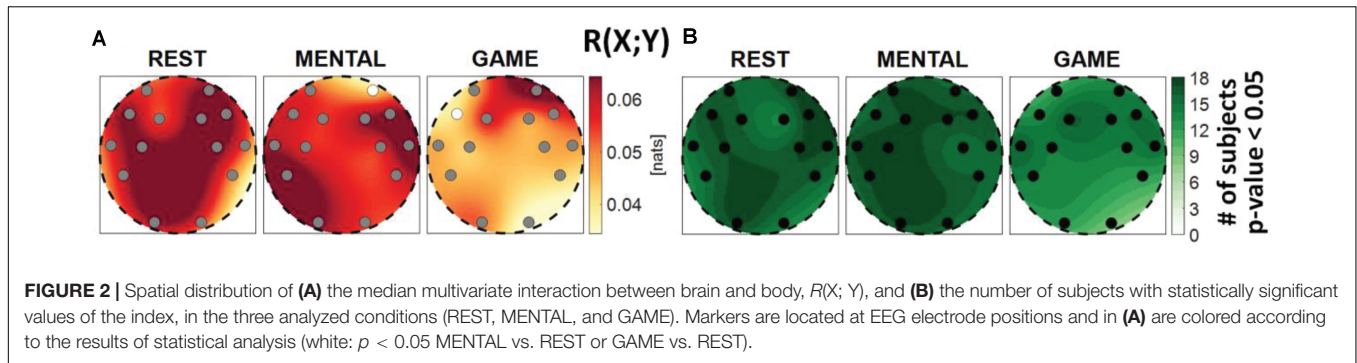 A
REST MENTAL GAME R(X;Y)
0.06
0.05
0.04
[nats]
B
REST MENTAL GAME
18
15
12
9
6
3
0
# of subjects
p-value < 0.05
FIGURE 2 | Spatial distribution of (A) the median multivariate interaction between brain and body, R(X; Y), and (B) the number of subjects with statistically significant
values of the index, in the three analyzed conditions (REST, MENTAL, and GAME). Markers are located at EEG electrode positions and in (A) are colored according
to the results of statistical analysis (white: p < 0.05 MENTAL vs. REST or GAME vs. REST).